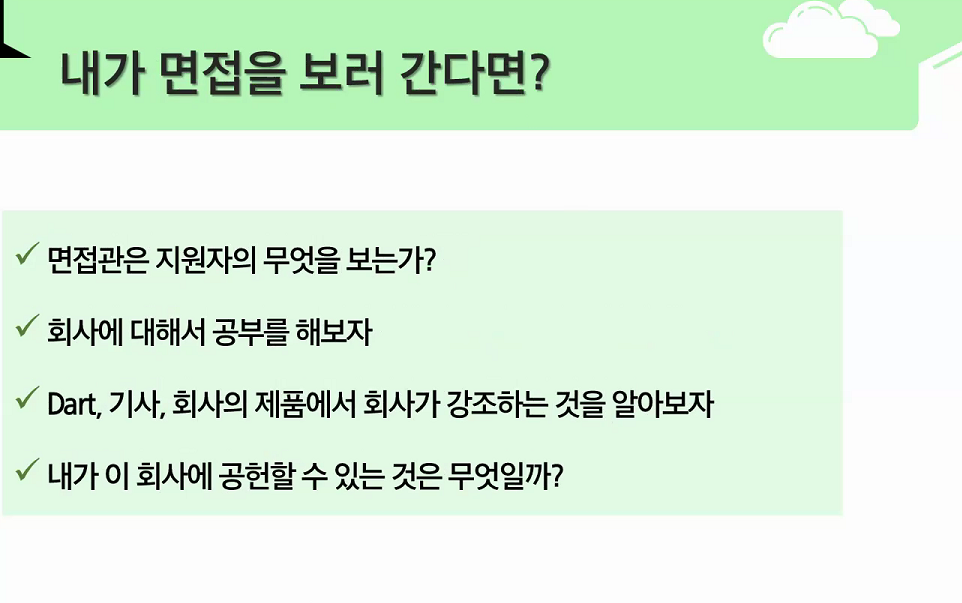 내가 면접을 보러 간다면?
✓ 면접관은 지원자의 무엇을 보는가?
✓ 회사에 대해서 공부를 해보자
✓ Dart, 기사, 회사의 제품에서 회사가 강조하는 것을 알아보자
✓ 내가 이 회사에 공헌할 수 있는 것은 무엇일까?